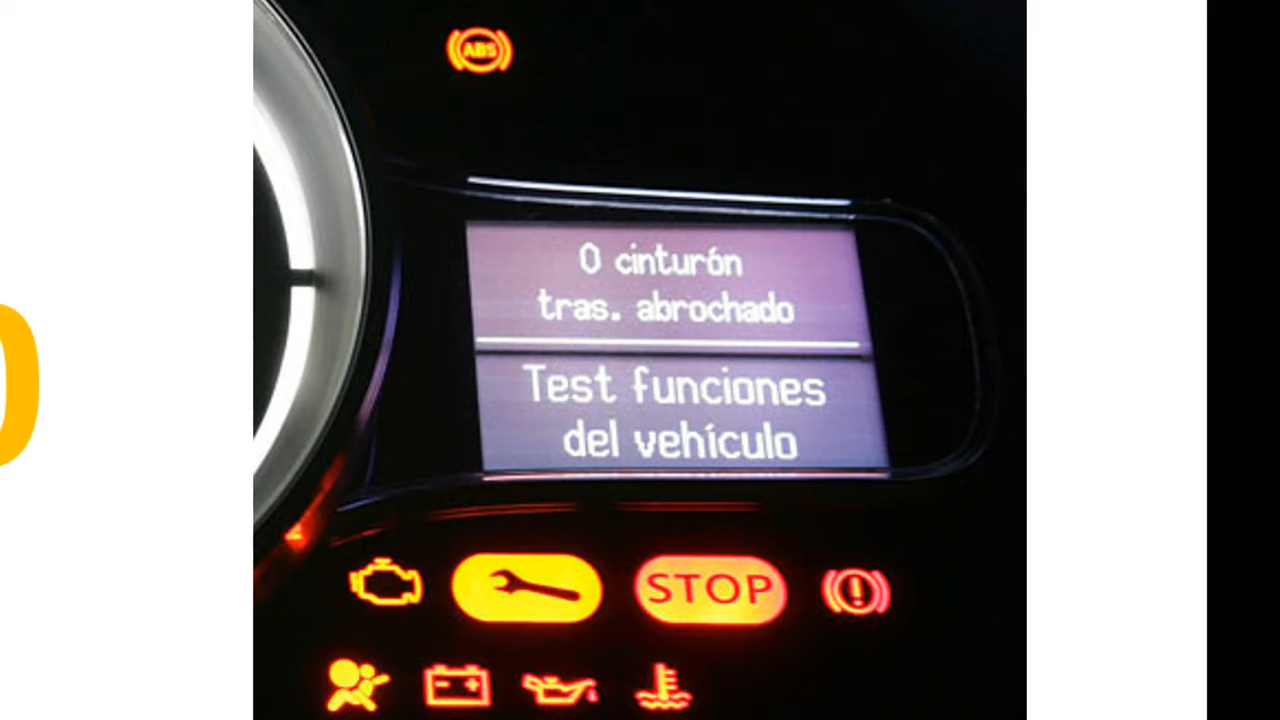 ABS
0 cinturón
tras. abrochado
Test funciones
del vehículo
STOP